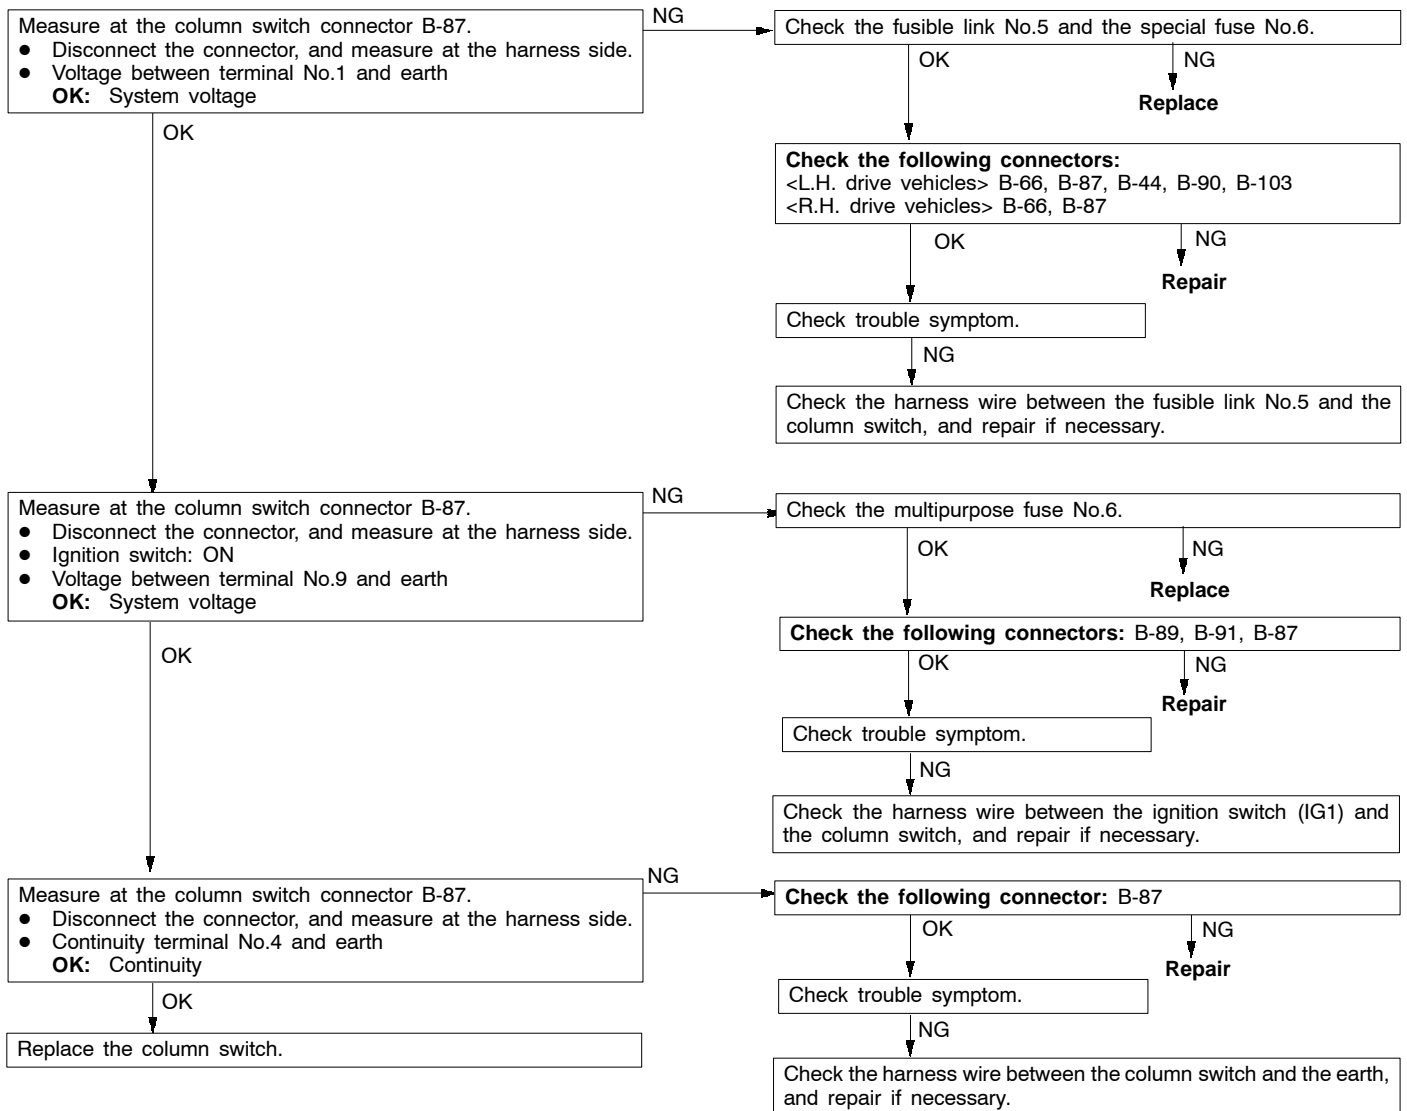 Measure at the column switch connector B-87.
● Disconnect the connector, and measure at the harness side.
● Voltage between terminal No.1 and earth
OK: System voltage
NG
Check the fusible link No.5 and the special fuse No.6.
OK
NG
Replace
OK
Check the following connectors:
<L.H. drive vehicles> B-66, B-87, B-44, B-90, B-103
<R.H. drive vehicles> B-66, B-87
OK
NG
Repair
Check trouble symptom.
NG
Check the harness wire between the fusible link No.5 and the
column switch, and repair if necessary.
Measure at the column switch connector B-87.
● Disconnect the connector, and measure at the harness side.
● Ignition switch: ON
● Voltage between terminal No.9 and earth
OK: System voltage
NG
Check the multipurpose fuse No.6.
OK
NG
Replace
OK
Check the following connectors: B-89, B-91, B-87
OK
NG
Repair
Check trouble symptom.
NG
Check the harness wire between the ignition switch (IG1) and
the column switch, and repair if necessary.
Measure at the column switch connector B-87.
● Disconnect the connector, and measure at the harness side.
● Continuity terminal No.4 and earth
OK: Continuity
NG
Check the following connector: B-87
OK
NG
Repair
OK
Check trouble symptom.
NG
Replace the column switch.
Check the harness wire between the column switch and the earth,
and repair if necessary.